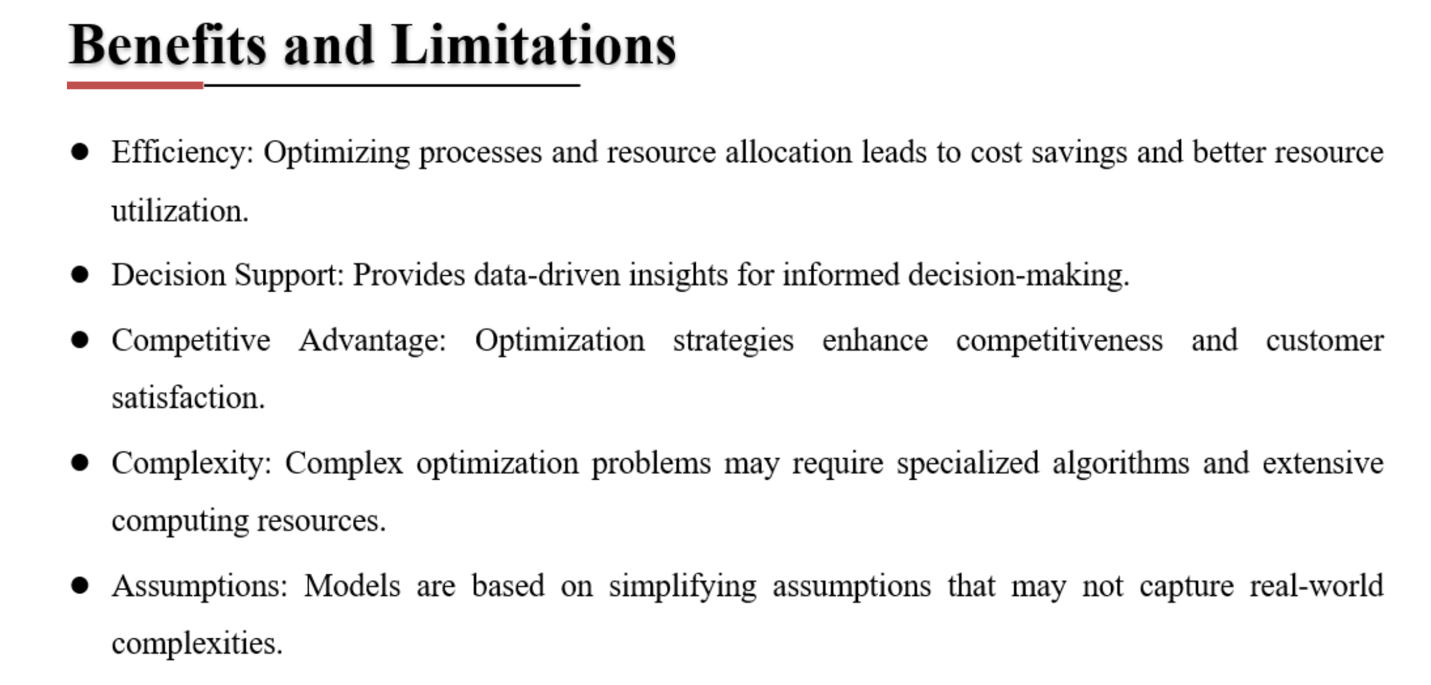 Benefits and Limitations
● Efficiency: Optimizing processes and resource allocation leads to cost savings and better resource
utilization.
● Decision Support: Provides data-driven insights for informed decision-making.
● Competitive Advantage: Optimization strategies enhance competitiveness and customer
satisfaction.
● Complexity: Complex optimization problems may require specialized algorithms and extensive
computing resources.
● Assumptions: Models are based on simplifying assumptions that may not capture real-world
complexities.